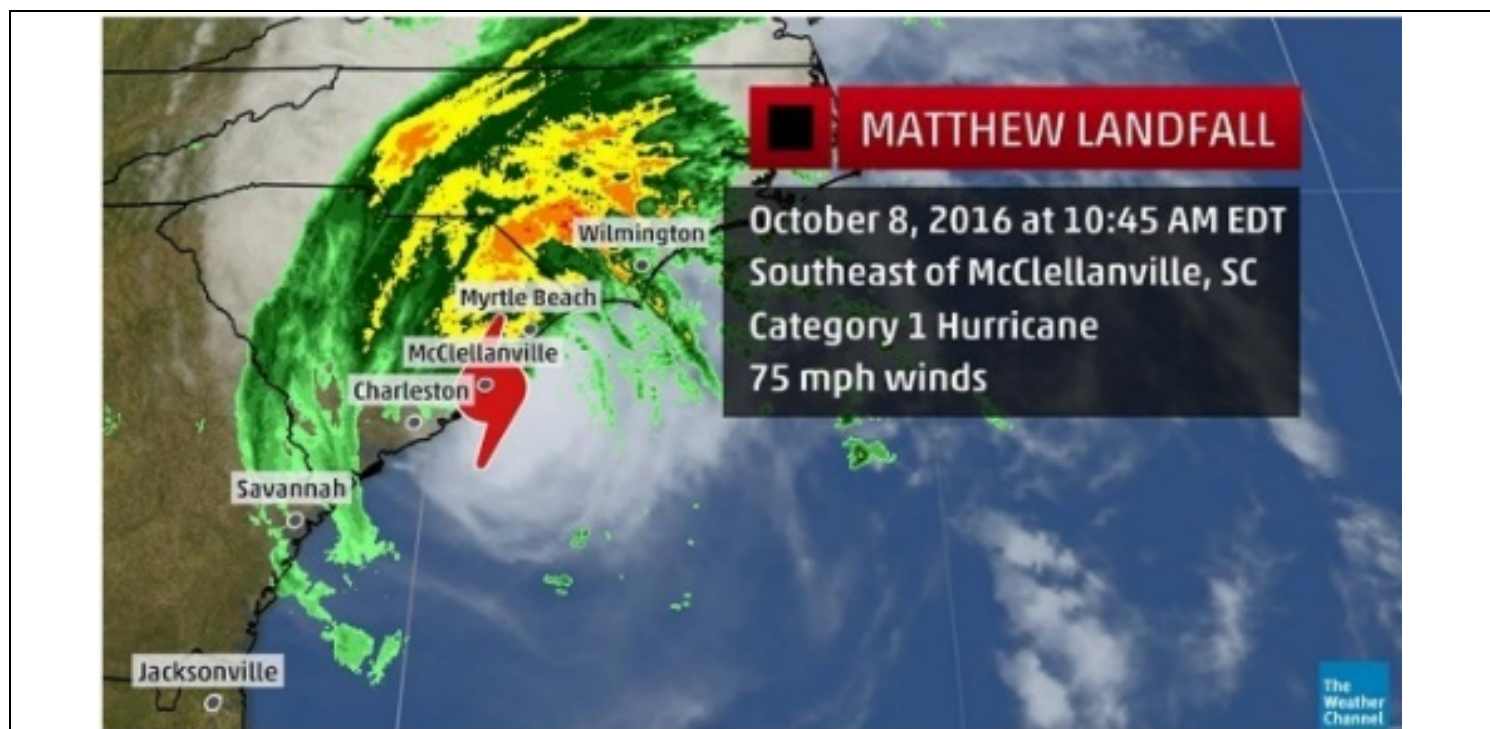 MATTHEW LANDFALL
October 8, 2016 at 10:45 AM EDT
Southeast of McClellanville, SC
Category 1 Hurricane
75 mph winds
Wilmington
Myrtle Beach
McClellanville
Charleston
Savannah
Jacksonville
The
Weather
Channel